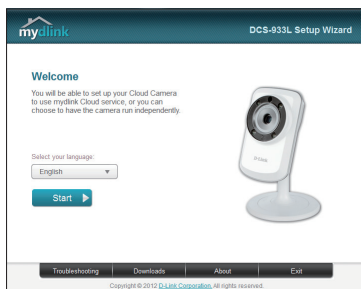 mydlink
DCS-933L Setup Wizard
Welcome
You will be able to set up your Cloud Camera
to use mydlink Cloud service, or you can
choose to have the camera run independently.
Select your language:
English
Start
D-Link
Troubleshooting
Downloads
About
Exit
Copyright © 2012 D-Link Corporation. All rights reserved.